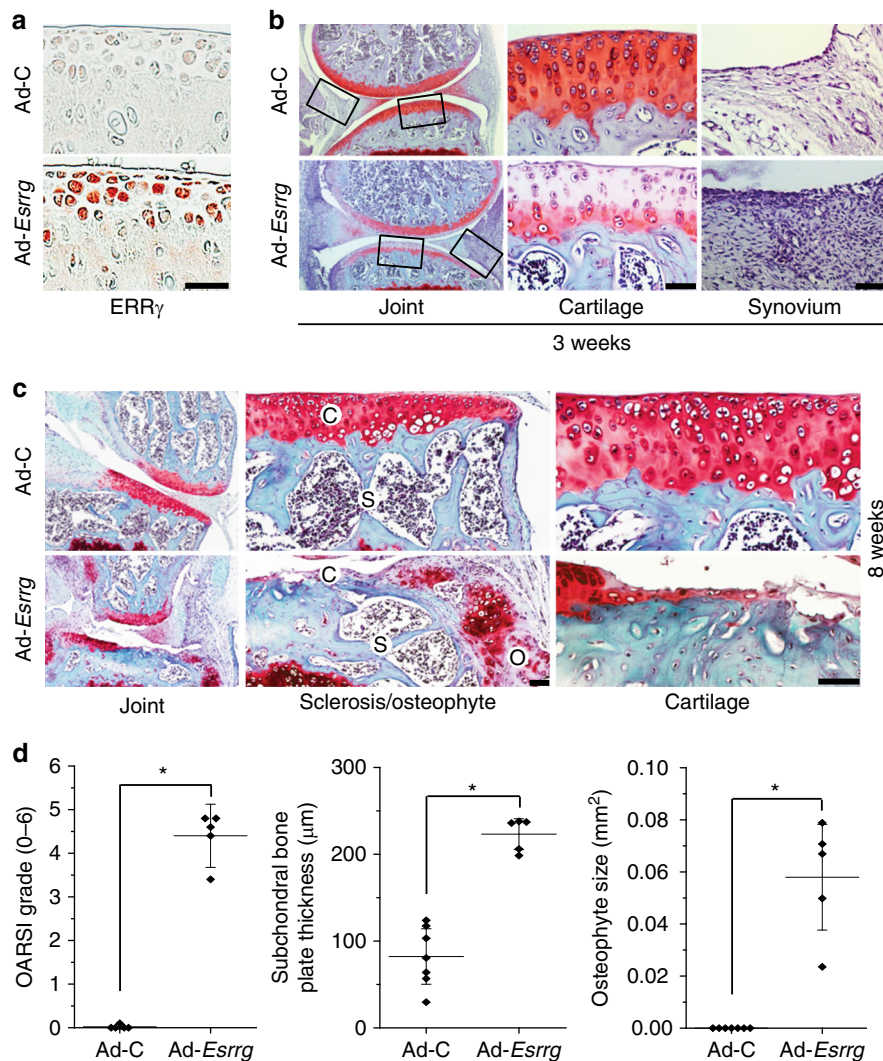 a
Ad-C
Ad-Esrrg
ERRγ
b
Ad-C
Ad-Esrrg
Joint
Cartilage
Synovium
3 weeks
c
Ad-C
Ad-Esrrg
C
S
C
S
O
8 weeks
Joint
Sclerosis/osteophyte
Cartilage
d
OARSI grade (0–6)
6
5
4
3
2
1
0
*
Ad-C
Ad-Esrrg
Subchondral bone
plate thickness (μm)
300
200
100
0
*
Ad-C
Ad-Esrrg
Osteophyte size (mm²)
0.10
0.08
0.06
0.04
0.02
0.00
*
Ad-C
Ad-Esrrg